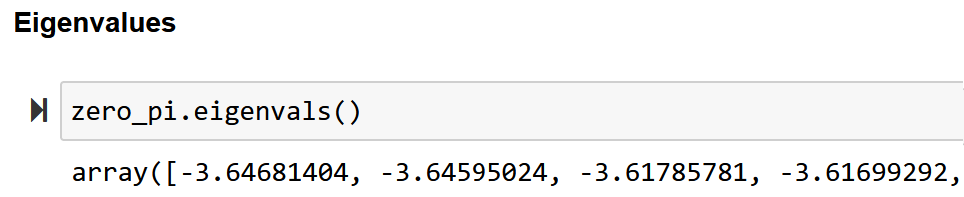 Eigenvalues
zero_pi.eigenvals()
array([-3.64681404, -3.64595024, -3.61785781, -3.61699292,